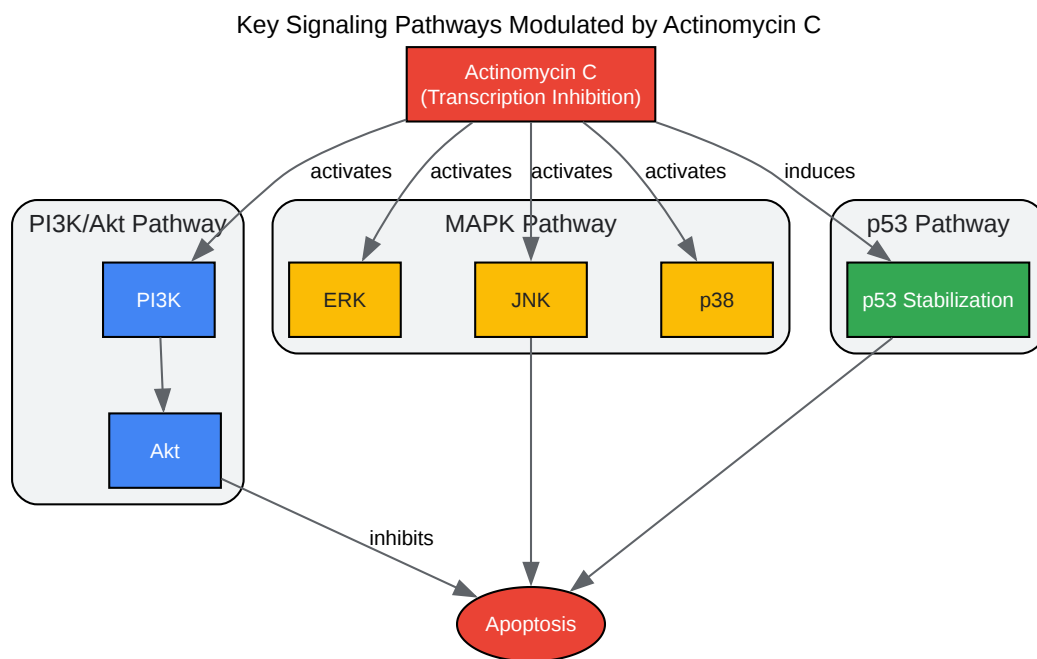 Key Signaling Pathways Modulated by Actinomycin C
Actinomycin C
(Transcription Inhibition)
activates
activates
activates
activates
induces
PI3K/Akt Pathway
MAPK Pathway
p53 Pathway
PI3K
ERK
JNK
p38
p53 Stabilization
Akt
inhibits
Apoptosis